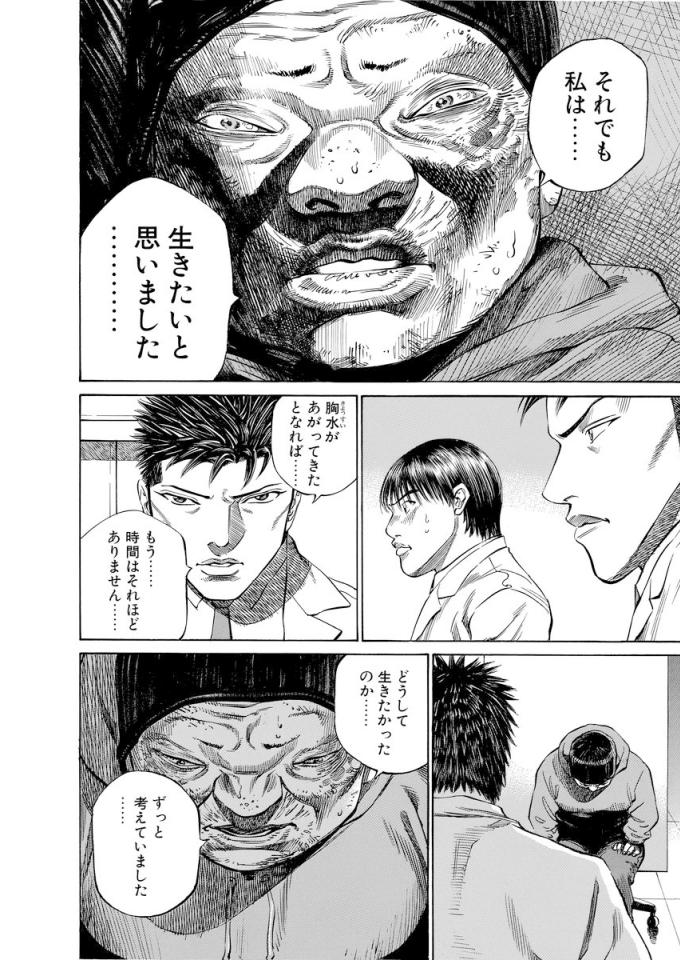 それでも
私は……
生きたいと
思いました
…………
胸水が
きょうすい
あがってきた
となれば……
もう……
時間はそれほど
ありません……
どうして
生きたかった
のか……
ずっと
考えていました
……